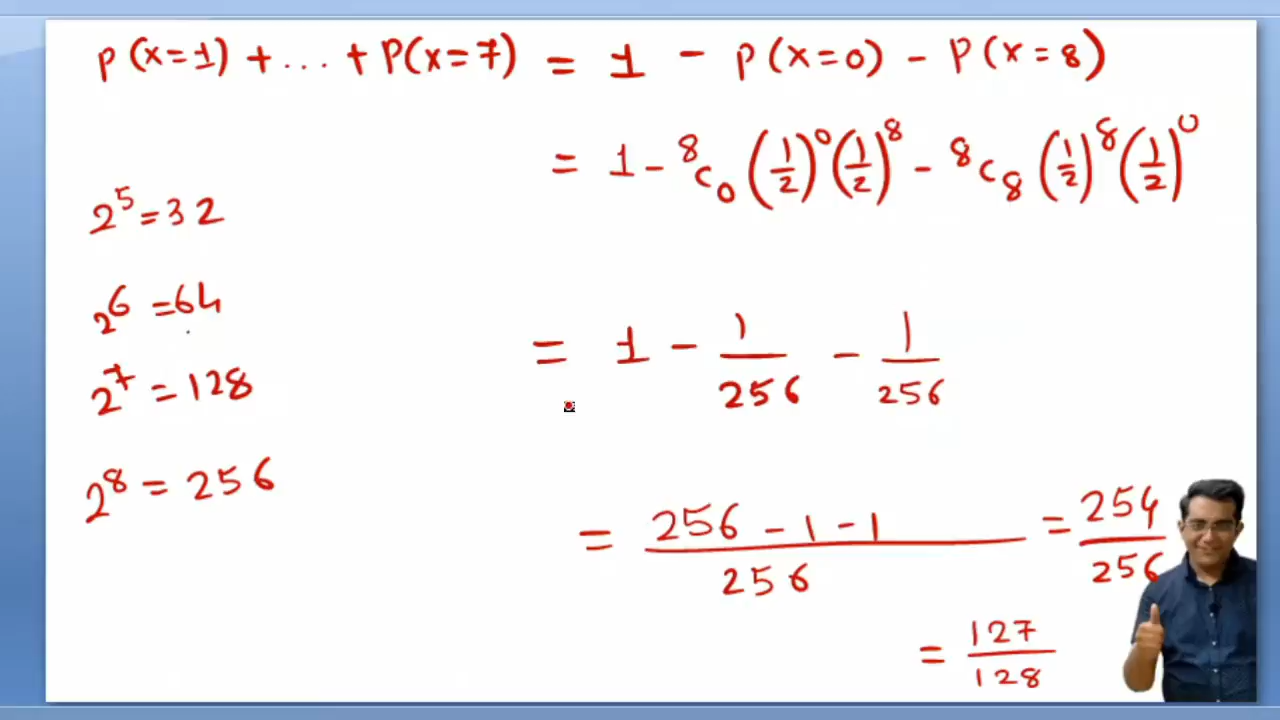 P(X=1) + ... + P(X=7) = 1 - P(X=0) - P(X=8)
= 1 - ⁸C₀ (1/2)⁰ (1/2)⁸ - ⁸C₈ (1/2)⁸ (1/2)⁰
2⁵ = 32
2⁶ = 64
= 1 - 1/256 - 1/256
2⁷ = 128
2⁸ = 256
= (256 - 1 - 1)/256 = 254/256
= 127/128